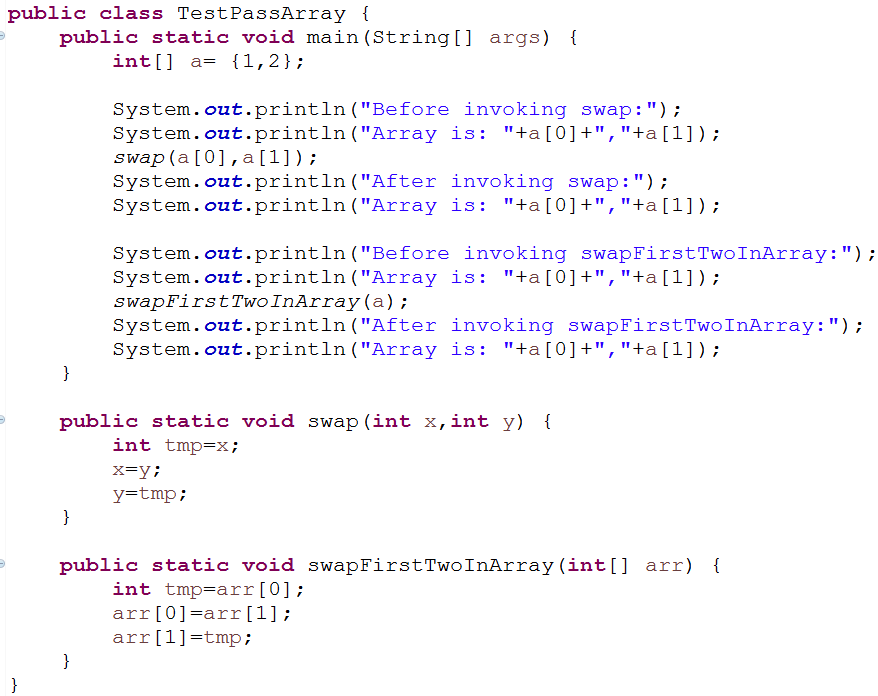 public class TestPassArray {
    public static void main(String[] args) {
        int[] a= {1,2};

        System.out.println("Before invoking swap:");
        System.out.println("Array is: "+a[0]+","+a[1]);
        swap(a[0],a[1]);
        System.out.println("After invoking swap:");
        System.out.println("Array is: "+a[0]+","+a[1]);

        System.out.println("Before invoking swapFirstTwoInArray:");
        System.out.println("Array is: "+a[0]+","+a[1]);
        swapFirstTwoInArray(a);
        System.out.println("After invoking swapFirstTwoInArray:");
        System.out.println("Array is: "+a[0]+","+a[1]);
    }

    public static void swap(int x,int y) {
        int tmp=x;
        x=y;
        y=tmp;
    }

    public static void swapFirstTwoInArray(int[] arr) {
        int tmp=arr[0];
        arr[0]=arr[1];
        arr[1]=tmp;
    }
}